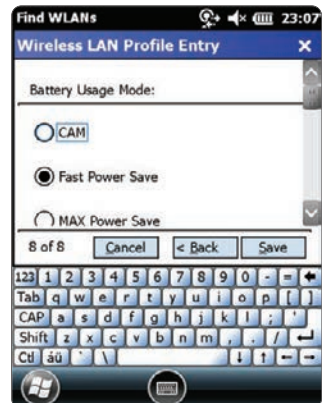 Find WLANs 23:07
Wireless LAN Profile Entry X
Battery Usage Mode:
CAM
Fast Power Save
MAX Power Save
8 of 8 Cancel < Back Save
123 1 2 3 4 5 6 7 8 9 0 - =
Tab q w e r t y u i o p [ ]
CAP a s d f g h j k l ; '
Shift z x c v b n m , . /
Ctl áü ` \